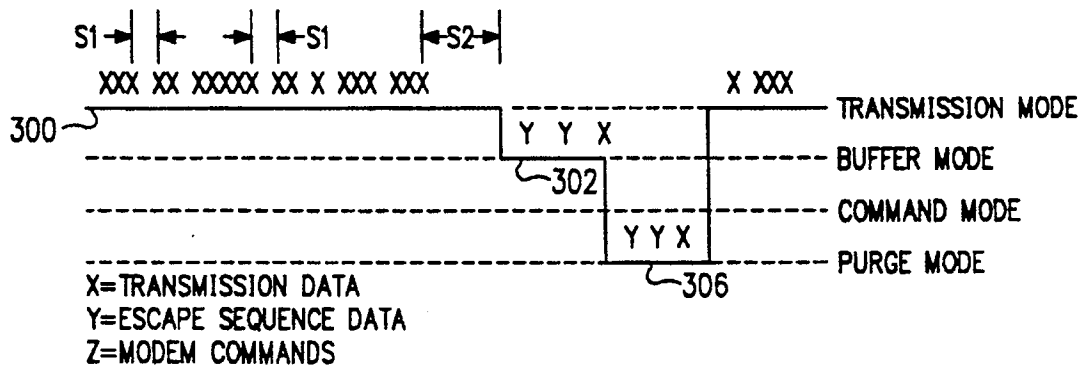 S1 S1 S2
XXX XX XXXXX XX X XXX XXX X XXX
300 TRANSMISSION MODE
Y Y X
302 BUFFER MODE
COMMAND MODE
Y Y X
306 PURGE MODE
X=TRANSMISSION DATA
Y=ESCAPE SEQUENCE DATA
Z=MODEM COMMANDS